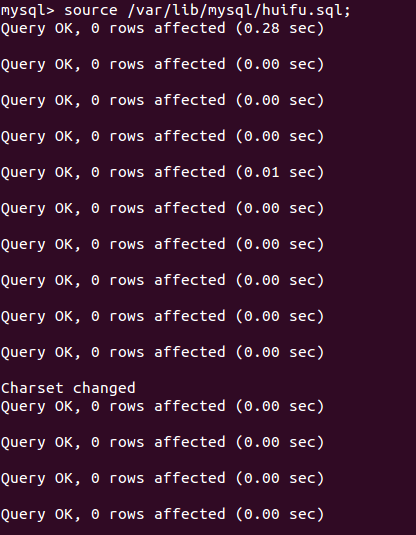 mysql> source /var/lib/mysql/huifu.sql;
Query OK, 0 rows affected (0.28 sec)
Query OK, 0 rows affected (0.00 sec)
Query OK, 0 rows affected (0.00 sec)
Query OK, 0 rows affected (0.00 sec)
Query OK, 0 rows affected (0.01 sec)
Query OK, 0 rows affected (0.00 sec)
Query OK, 0 rows affected (0.00 sec)
Query OK, 0 rows affected (0.00 sec)
Query OK, 0 rows affected (0.00 sec)
Query OK, 0 rows affected (0.00 sec)
Charset changed
Query OK, 0 rows affected (0.00 sec)
Query OK, 0 rows affected (0.00 sec)
Query OK, 0 rows affected (0.00 sec)
Query OK, 0 rows affected (0.00 sec)